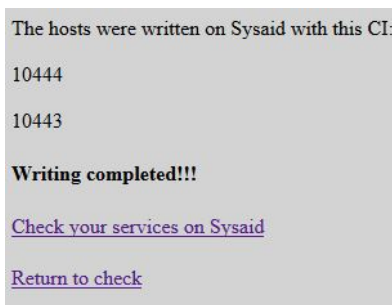 The hosts were written on Sysaid with this CI:
10444
10443
Writing completed!!!
Check your services on Sysaid
Return to check